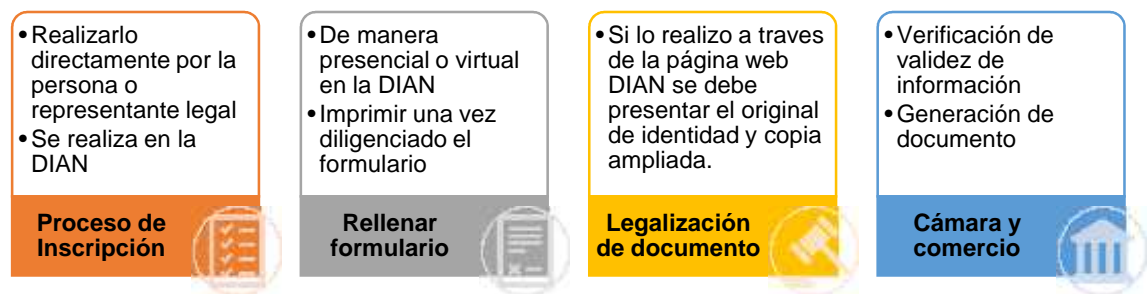 •Realizarlo
directamente por la
persona o
representante legal
•Se realiza en la
DIAN
Proceso de
Inscripción
•De manera
presencial o virtual
en la DIAN
•Imprimir una vez
diligenciado el
formulario
Rellenar
formulario
•Si lo realizo a traves
de la página web
DIAN se debe
presentar el original
de identidad y copia
ampliada.
Legalización
de documento
•Verificación de
validez de
información
•Generación de
documento
Cámara y
comercio